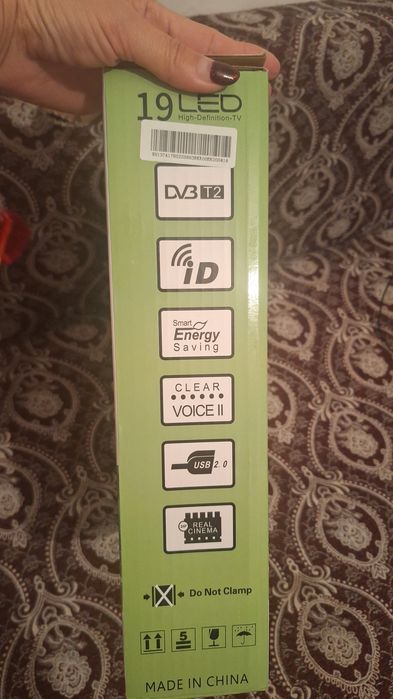 19 LED
High-Definition-TV
DVB T2
iD
Smart
Energy
Saving
CLEAR
VOICE II
USB 2.0
REAL
CINEMA
Do Not Clamp
5
MADE IN CHINA